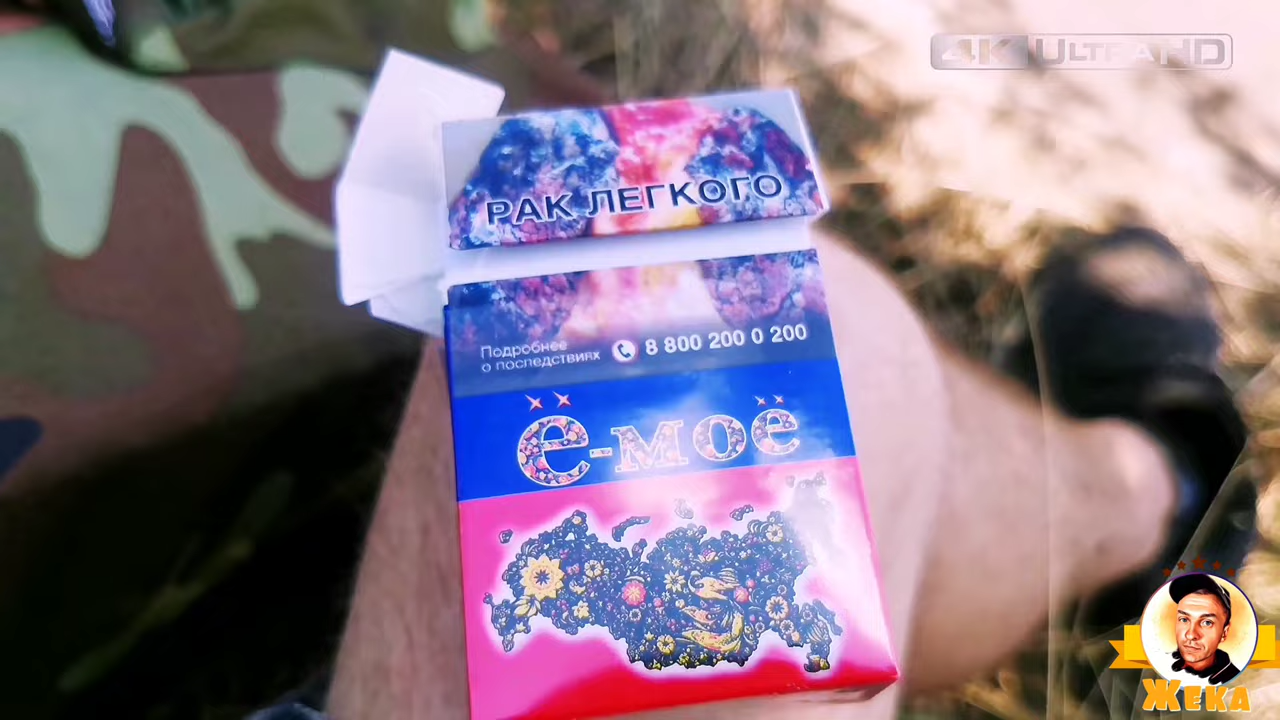 4K ULTRA HD
РАК ЛЕГКОГО
Подробнее
о последствиях
8 800 200 0 200
ё-моё
Жека